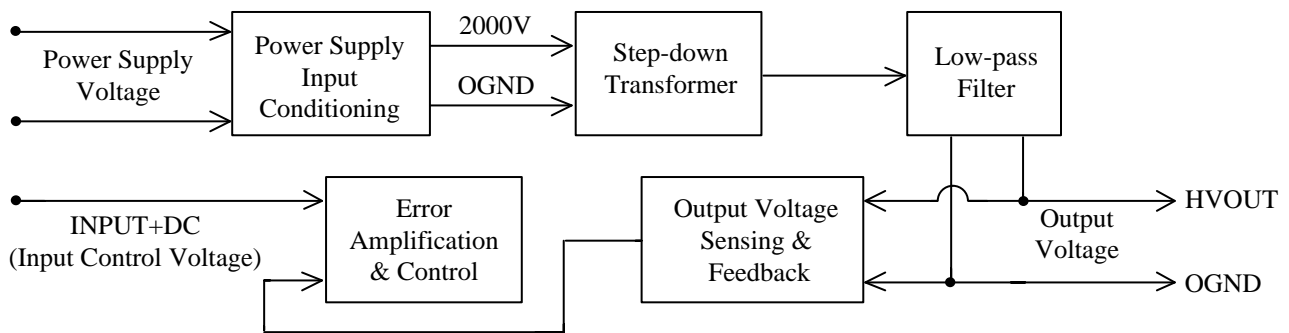 Power Supply
Voltage
Power Supply
Input
Conditioning
2000V
OGND
Step-down
Transformer
Low-pass
Filter
INPUT+DC
(Input Control Voltage)
Error
Amplification
& Control
Output Voltage
Sensing &
Feedback
Output
Voltage
HVOUT
OGND